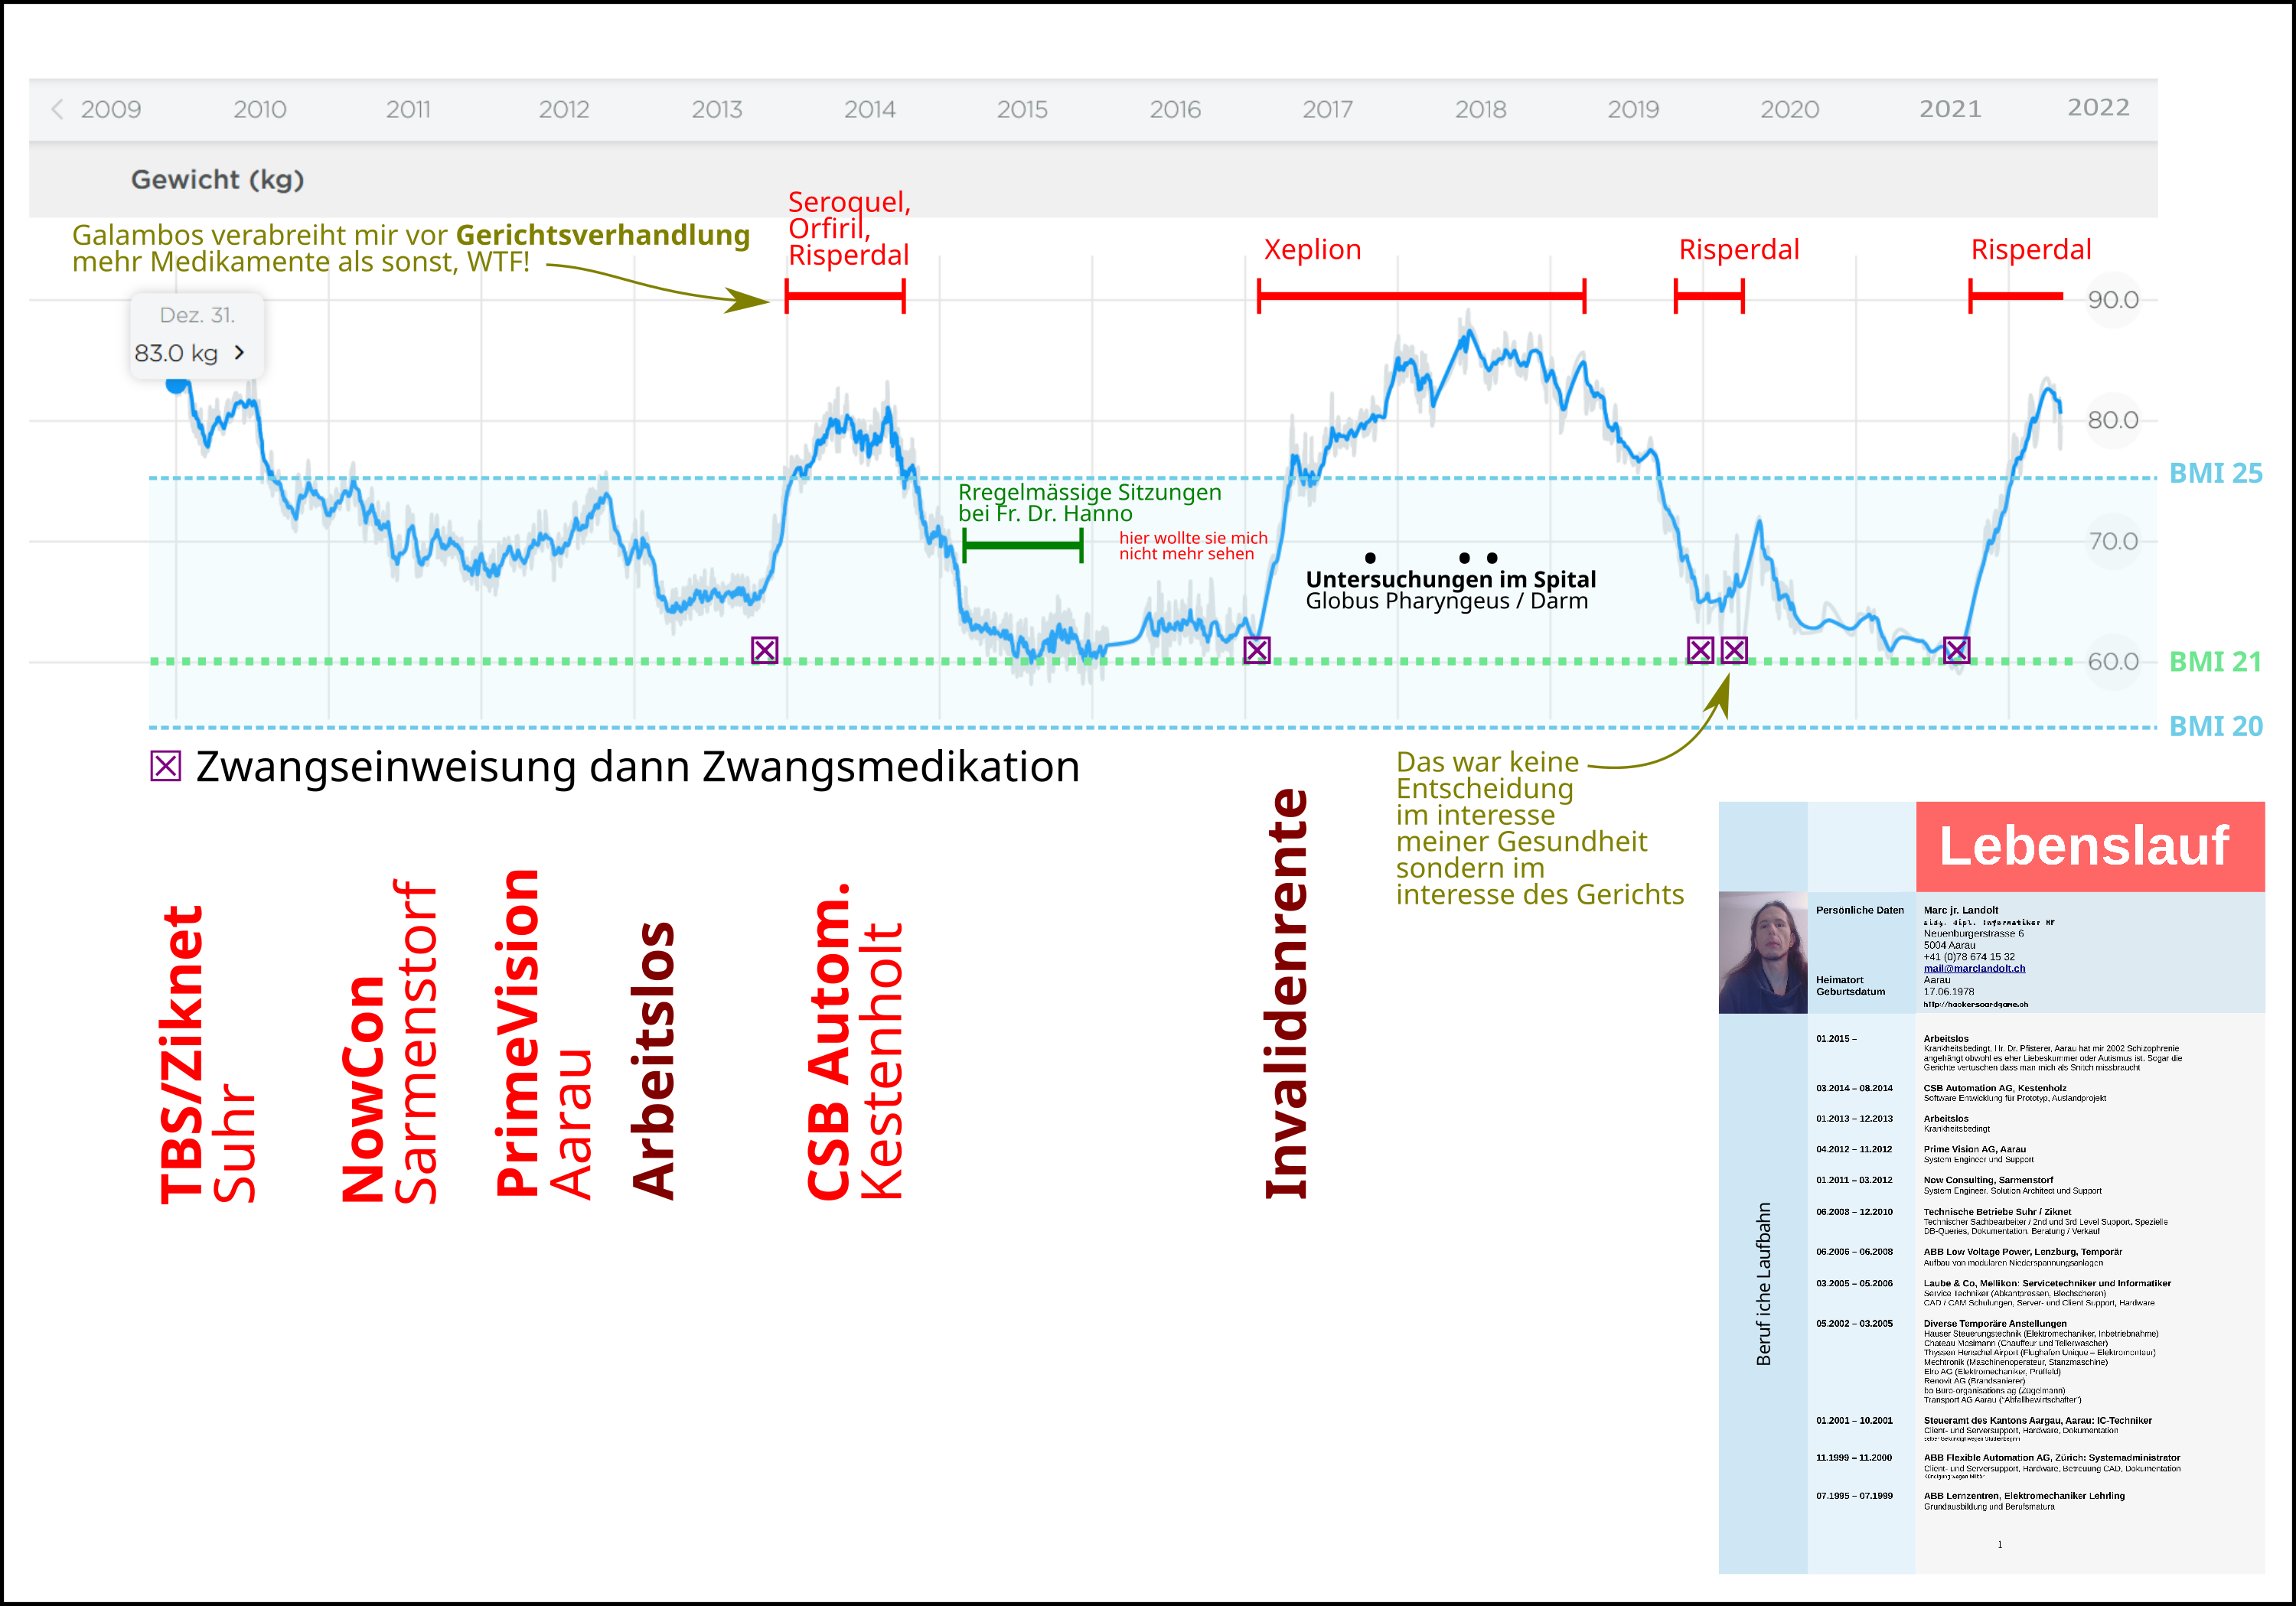 2009 2010 2011 2012 2013 2014 2015 2016 2017 2018 2019 2020 2021 2022
Gewicht (kg)
Galambos verabreiht mir vor Gerichtsverhandlung
mehr Medikamente als sonst, WTF!
Seroquel,
Orfiril,
Risperdal
Xeplion
Risperdal
Risperdal
Dez. 31.
83.0 kg
90.0
80.0
BMI 25
Rregelmässige Sitzungen
bei Fr. Dr. Hanno
hier wollte sie mich
nicht mehr sehen
70.0
Untersuchungen im Spital
Globus Pharyngeus / Darm
60.0
BMI 21
BMI 20
Zwangseinweisung dann Zwangsmedikation
Das war keine
Entscheidung
im interesse
meiner Gesundheit
sondern im
interesse des Gerichts
TBS/Ziknet
Suhr
NowCon
Sarmenstorf
PrimeVision
Aarau
Arbeitslos
CSB Autom.
Kestenholt
Invalidenrente
Lebenslauf
Persönliche Daten
Marc jr. Landolt
eidg. dipl. Informatiker HF
Neuenburgerstrasse 6
5004 Aarau
+41 (0)78 674 15 32
mail@marclandolt.ch
Heimatort
Aarau
Geburtsdatum
17.06.1978
http://hackerscardgame.ch
Beruf iche Laufbahn
01.2015 –
Arbeitslos
Krankheitsbedingt, Hr. Dr. Pfisterer, Aarau hat mir 2002 Schizophrenie
angehängt obwohl es eher Liebeskummer oder Autismus ist. Sogar die
Gerichte vertuschen dass man mich als Snitch missbraucht
03.2014 – 08.2014
CSB Automation AG, Kestenholz
Software Entwicklung für Prototyp, Auslandprojekt
01.2013 – 12.2013
Arbeitslos
Krankheitsbedingt
04.2012 – 11.2012
Prime Vision AG, Aarau
System Engineer und Support
01.2011 – 03.2012
Now Consulting, Sarmenstorf
System Engineer, Solution Architect und Support
06.2008 – 12.2010
Technische Betriebe Suhr / Ziknet
Technischer Sachbearbeiter / 2nd und 3rd Level Support, Spezielle
DB-Queries, Dokumentation, Beratung / Verkauf
06.2006 – 06.2008
ABB Low Voltage Power, Lenzburg, Temporär
Aufbau von modularen Niederspannungsanlagen
03.2005 – 05.2006
Laube & Co, Mellikon: Servicetechniker und Informatiker
Service Techniker (Abkantpressen, Blechscheren)
CAD / CAM Schulungen, Server- und Client Support, Hardware
05.2002 – 03.2005
Diverse Temporäre Anstellungen
Hauser Steuerungstechnik (Elektromechaniker, Inbetriebnahme)
Chateau Mosimann (Chauffeur und Tellerwäscher)
Thyssen Henschel Airport (Flughafen Unique – Elektromonteur)
Mechtronik (Maschinenoperateur, Stanzmaschine)
Elro AG (Elektromechaniker, Prüffeld)
Renovit AG (Brandsanierer)
bo Büro-organisations ag (Zügelmann)
Transport AG Aarau ("Abfallbewirtschafter")
01.2001 – 10.2001
Steueramt des Kantons Aargau, Aarau: IC-Techniker
Client- und Serversupport, Hardware, Dokumentation
11.1999 – 11.2000
ABB Flexible Automation AG, Zürich: Systemadministrator
Client- und Serversupport, Hardware, Betreuung CAD, Dokumentation
Kündigung wegen Militär
07.1995 – 07.1999
ABB Lernzentren, Elektromechaniker Lehrling
Grundausbildung und Berufsmatura
1